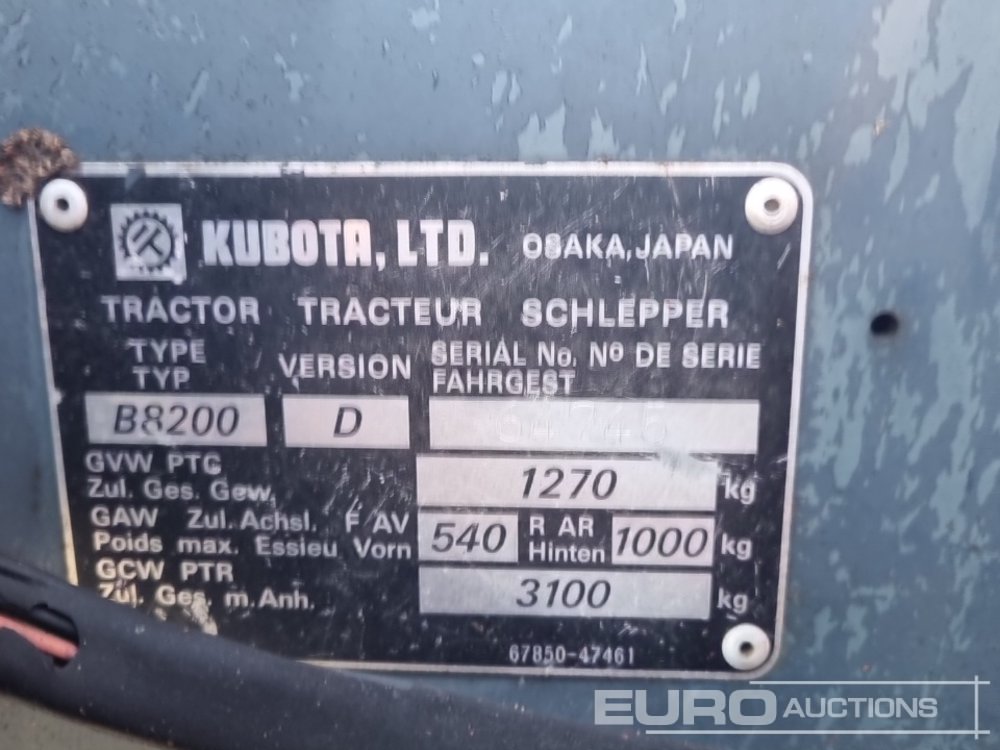 KUBOTA, LTD. OSAKA, JAPAN
TRACTOR TRACTEUR SCHLEPPER
TYPE
TYP
VERSION
SERIAL No. Nº DE SERIE
FAHRGEST
B8200 D
GVW PTC
Zul. Ges. Gew.
1270 kg
GAW Zul. Achsl. F AV
Poids max. Essieu Vorn
540
R AR
Hinten
1000 kg
GCW PTR
Zul. Ges. m. Anh.
3100 kg
67850-47461
EURO AUCTIONS